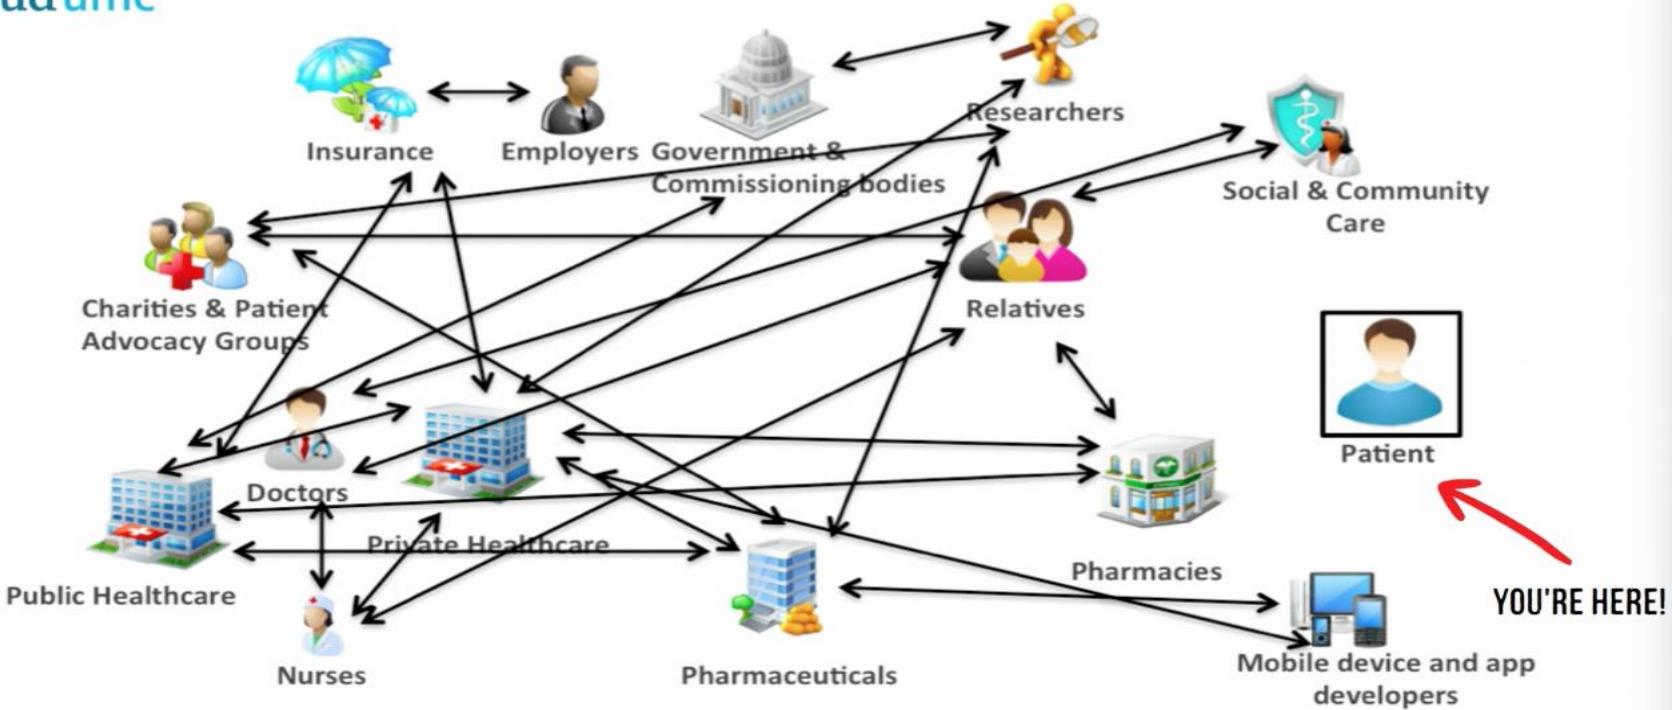 Researchers
Insurance
Employers
Government &
Commissioning bodies
Social & Community
Care
Charities & Patient
Advocacy Groups
Relatives
Patient
Doctors
Private Healthcare
Pharmacies
Public Healthcare
YOU'RE HERE!
Nurses
Pharmaceuticals
Mobile device and app
developers